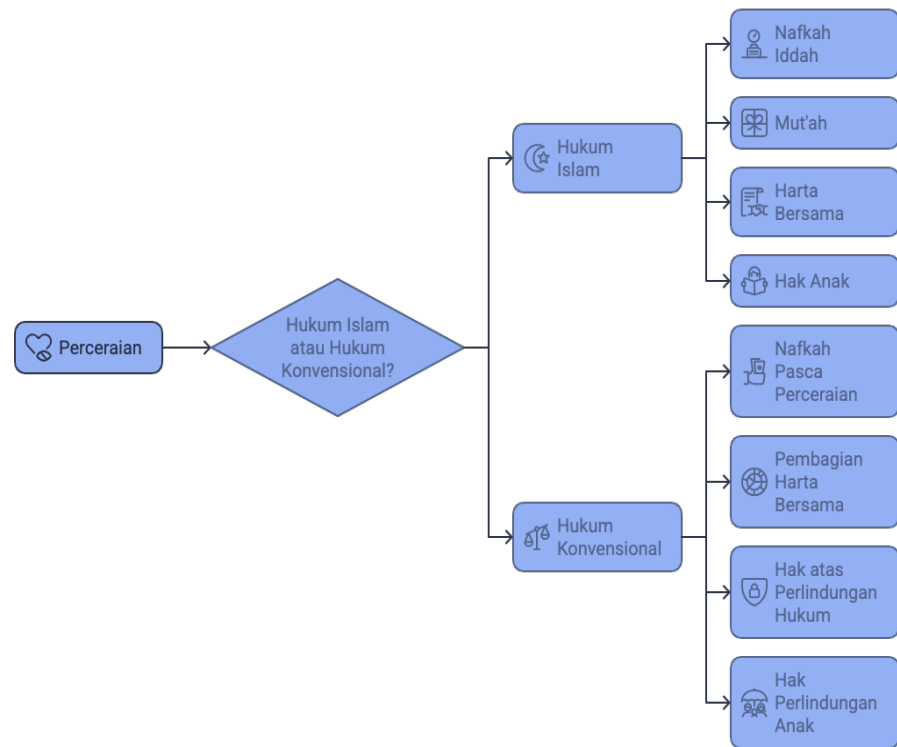 Perceraian
Hukum Islam
atau Hukum
Konvensional?
Hukum
Islam
Nafkah
Iddah
Mut'ah
Harta
Bersama
Hak Anak
Hukum
Konvensional
Nafkah
Pasca
Perceraian
Pembagian
Harta
Bersama
Hak atas
Perlindungan
Hukum
Hak
Perlindungan
Anak